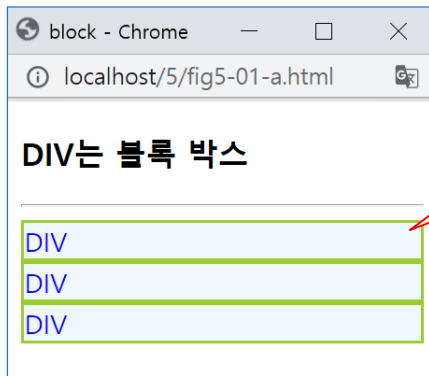 block - Chrome
localhost/5/fig5-01-a.html
DIV는 블록 박스
DIV
DIV
DIV